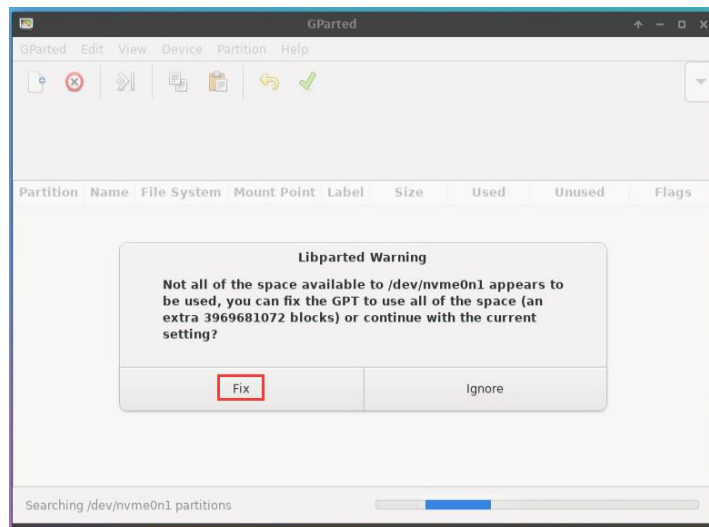 GParted
GParted Edit View Device Partition Help
Partition Name File System Mount Point Label Size Used Unused Flags
Libparted Warning
Not all of the space available to /dev/nvme0n1 appears to
be used, you can fix the GPT to use all of the space (an
extra 3969681072 blocks) or continue with the current
setting?
Fix Ignore
Searching /dev/nvme0n1 partitions